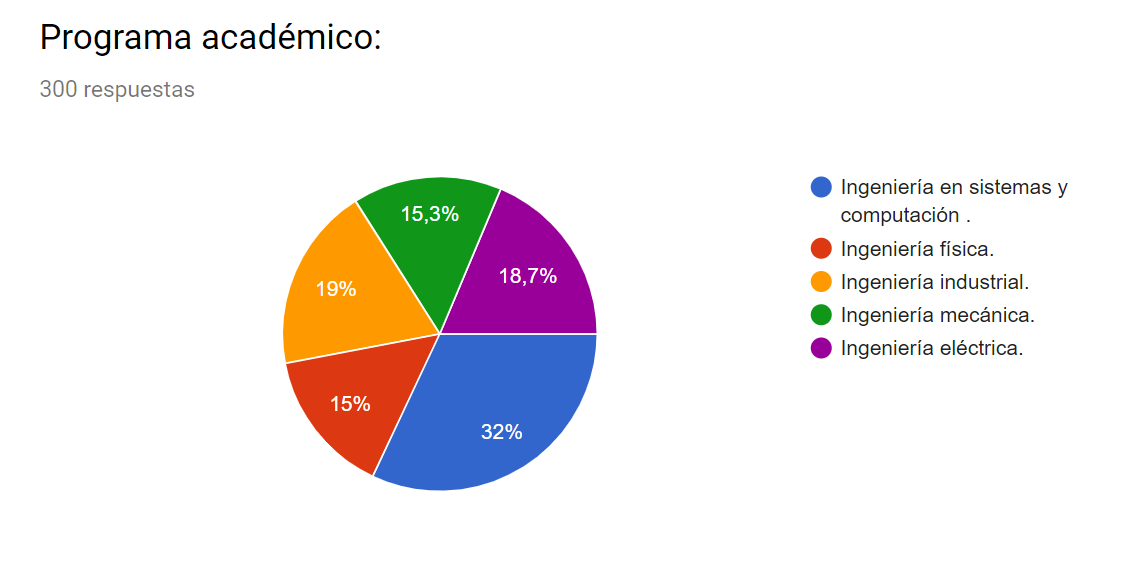 Programa académico:
300 respuestas
15,3%
18,7%
19%
15%
32%
Ingeniería en sistemas y
computación .
Ingeniería física.
Ingeniería industrial.
Ingeniería mecánica.
Ingeniería eléctrica.